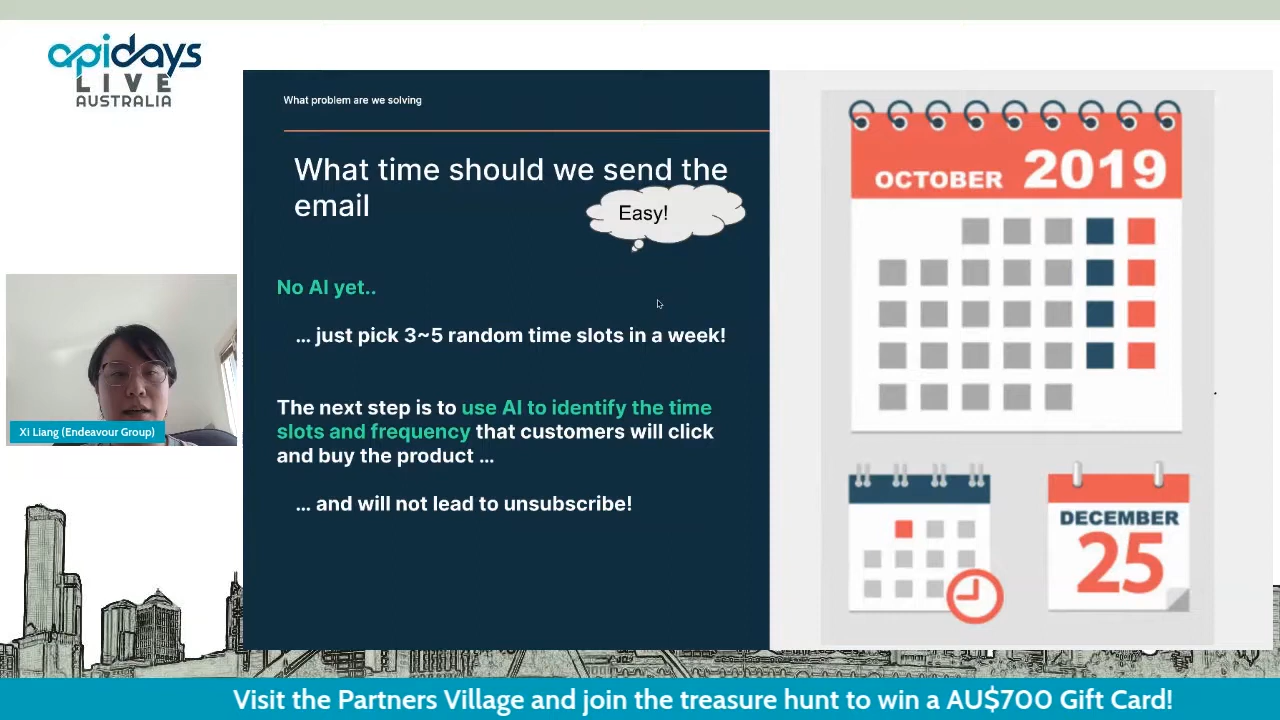 apidays
LIVE
AUSTRALIA
What problem are we solving
What time should we send the
email
Easy!
No AI yet..
... just pick 3~5 random time slots in a week!
The next step is to use AI to identify the time
slots and frequency that customers will click
and buy the product ...
... and will not lead to unsubscribe!
OCTOBER 2019
DECEMBER
25
Xi Liang (Endeavour Group)
Visit the Partners Village and join the treasure hunt to win a AU$700 Gift Card!